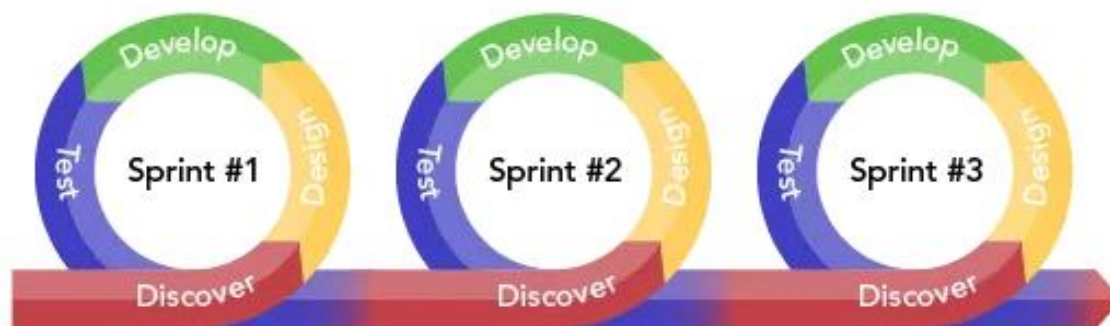 Develop
Design
Test
Sprint #1
Discover
Develop
Design
Test
Sprint #2
Discover
Develop
Design
Test
Sprint #3
Discover